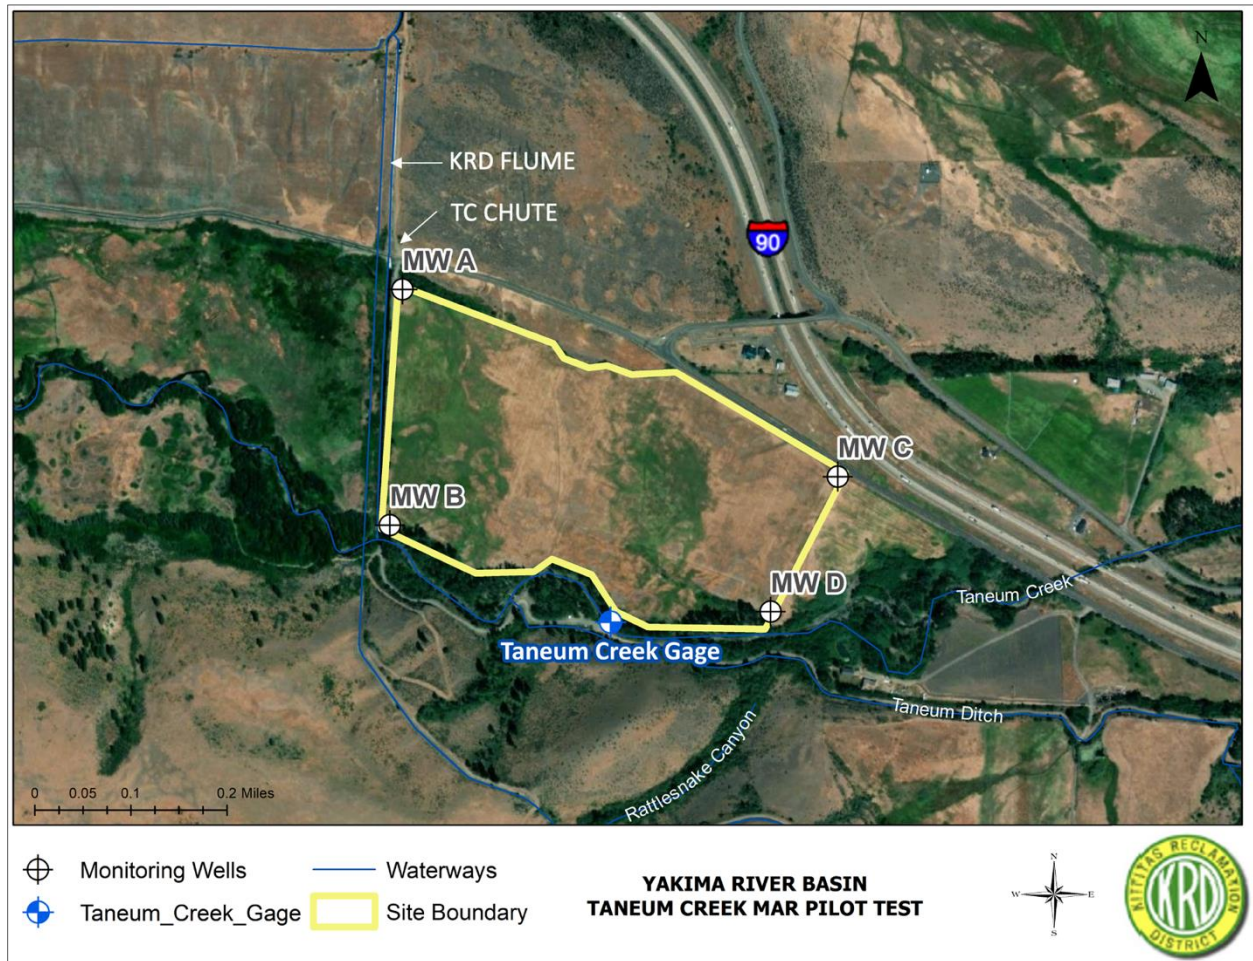 N
KRD FLUME
TC CHUTE
MW A
90
MW C
MW B
MW D
Taneum Creek
Taneum Creek Gage
Taneum Ditch
Rattlesnake Canyon
0 0.05 0.1 0.2 Miles
Monitoring Wells
Waterways
Taneum_Creek_Gage
Site Boundary
YAKIMA RIVER BASIN
TANEUM CREEK MAR PILOT TEST
N
W E
S
KITTITAS RECLAMATION
KRD
DISTRICT